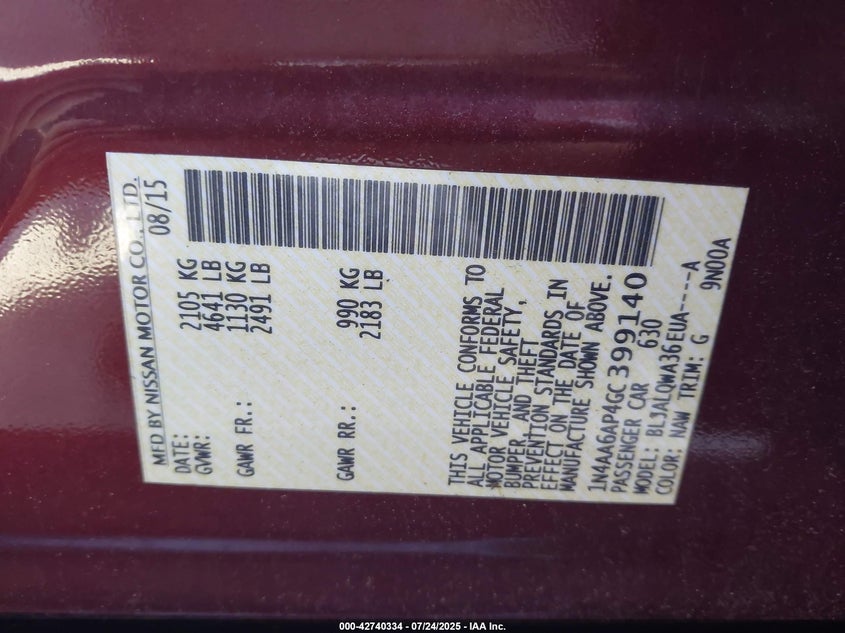 MFD BY NISSAN MOTOR CO., LTD.
DATE: 08/15
GVWR: 2105 KG
4641 LB
GAWR FR.: 1130 KG
2491 LB
GAWR RR.: 990 KG
2183 LB
THIS VEHICLE CONFORMS TO
ALL APPLICABLE FEDERAL
MOTOR VEHICLE SAFETY,
BUMPER, AND THEFT
PREVENTION STANDARDS IN
EFFECT ON THE DATE OF
MANUFACTURE SHOWN ABOVE.
1N4AA6AP4GC399140
PASSENGER CAR 630
MODEL: BL3ALQWA36EUA----A
COLOR: NAW TRIM: G 9N00A
000-42740334 / 07/24/2025 - IAA Inc.